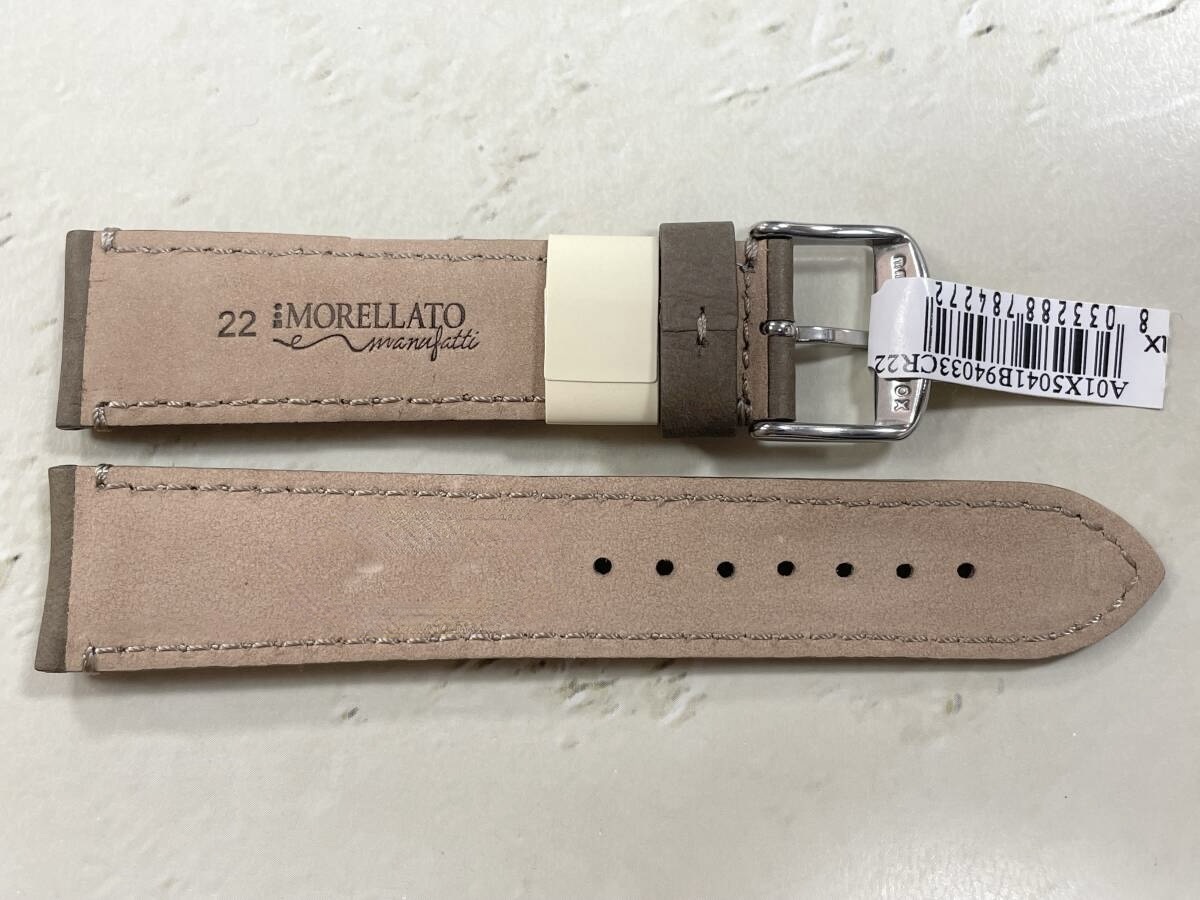 22 MORELLATO
manufatti
A01X5041B94033CR22
8 033288 784272